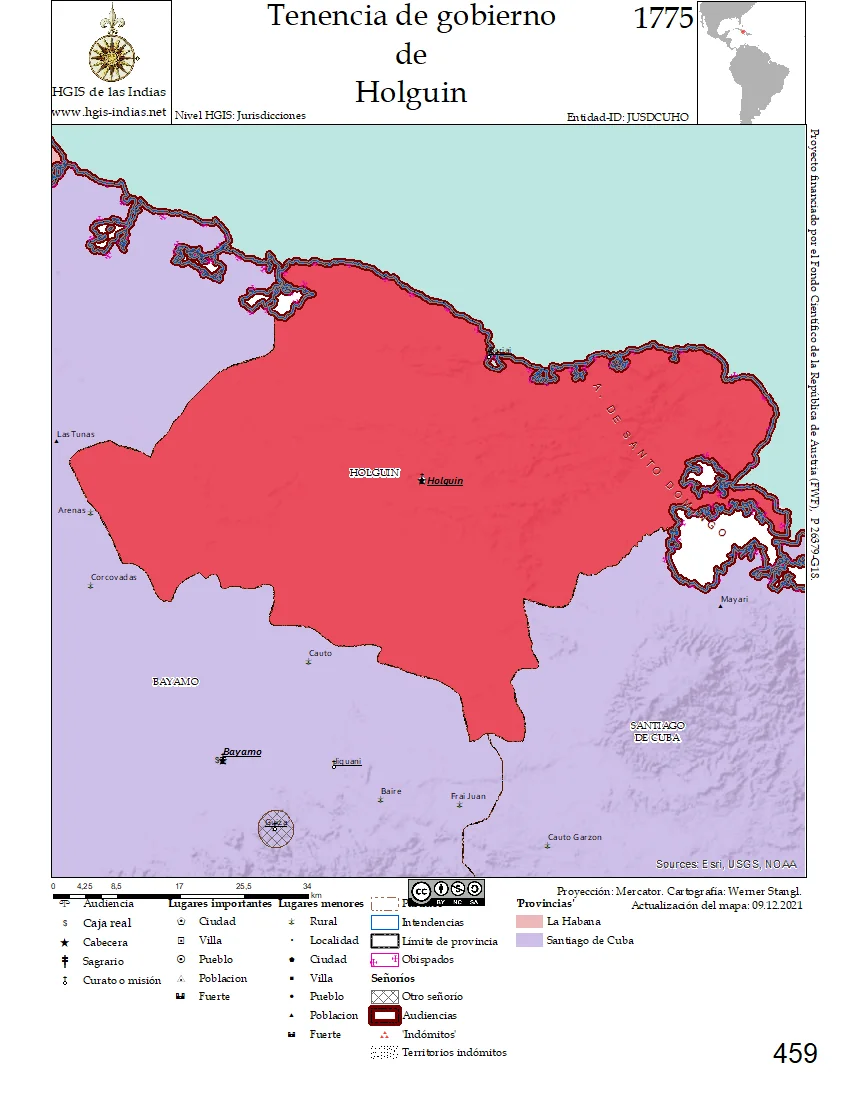 Tenencia de gobierno
de
Holguin
1775
HGIS de las Indias
www.hgis-indias.net
Nivel HGIS: Jurisdicciones
Entidad-ID: JUSDCUHO
Proyecto financiado por el Fondo Científico de la República de Austria (FWF), P 26379-G18.
A. DE SANTO DOMINGO
Las Tunas
HOLGUIN
Holguin
Arenas
Corcovadas
Mayari
Cauto
BAYAMO
SANTIAGO
DE CUBA
Bayamo
Jiguani
Baire
Frai Juan
Cauto Garzon
Sources: Esri, USGS, NOAA
0 4,25 8,5 17 25,5 34
km
CC BY NC SA
Proyección: Mercator. Cartografía: Werner Stangl.
Actualización del mapa: 09.12.2021
Audiencia
Caja real
Cabecera
Sagrario
Curato o misión
Lugares importantes
Ciudad
Villa
Pueblo
Poblacion
Fuerte
Lugares menores
Rural
Localidad
Ciudad
Villa
Pueblo
Poblacion
Fuerte
Intendencias
Límite de provincia
Obispados
Señoríos
Otro señorío
Audiencias
'Indómitos'
Territorios indómitos
'Provincias'
La Habana
Santiago de Cuba
459